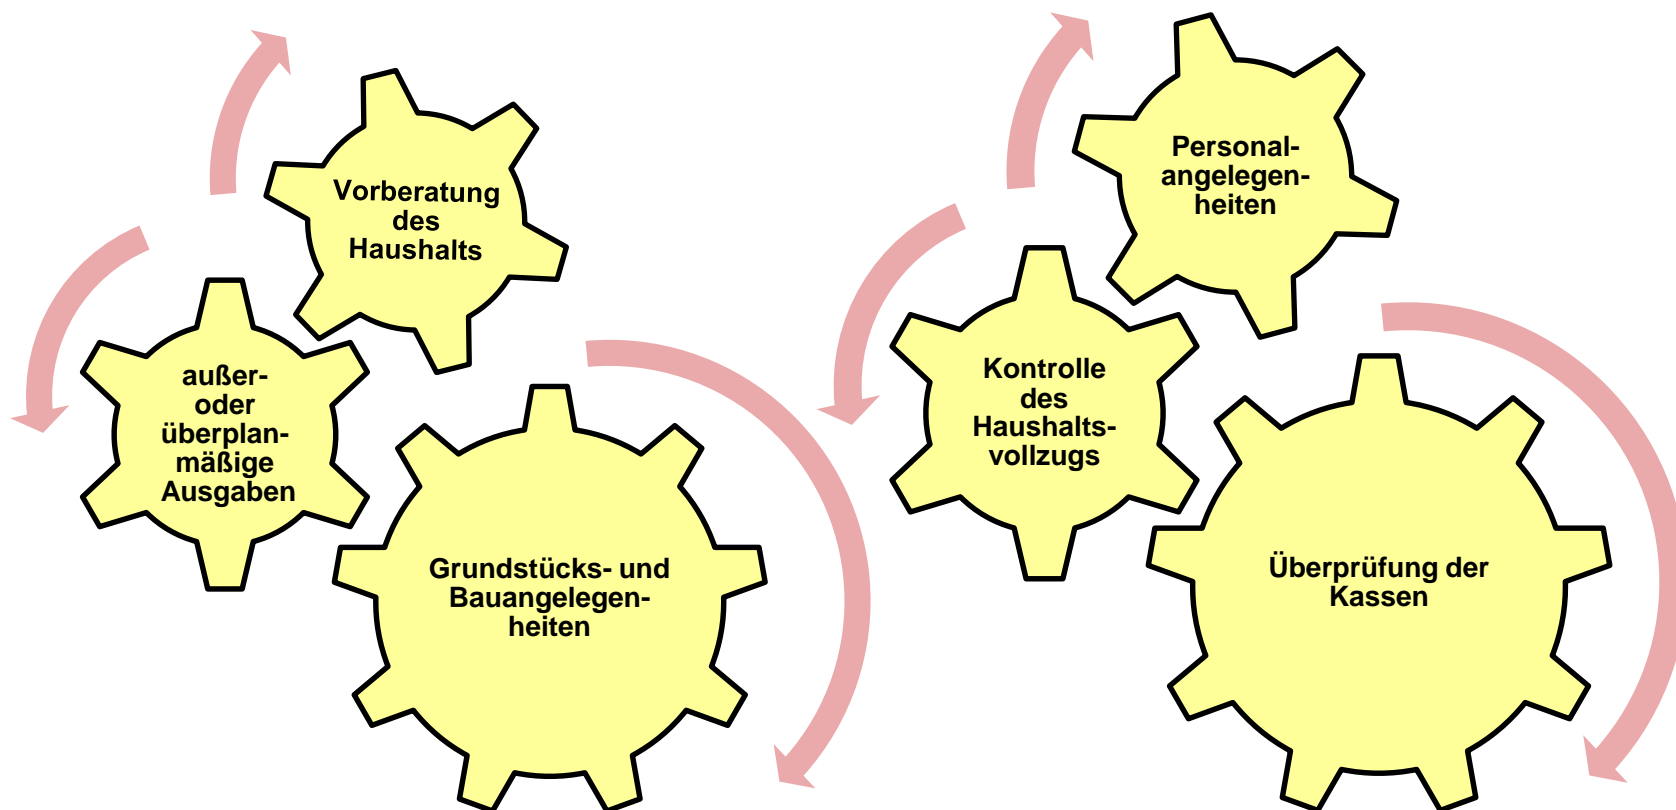 Vorberatung
des
Haushalts
außer-
oder
überplan-
mäßige
Ausgaben
Grundstücks- und
Bauangelegen-
heiten
Personal-
angelegen-
heiten
Kontrolle
des
Haushalts-
vollzugs
Überprüfung der
Kassen